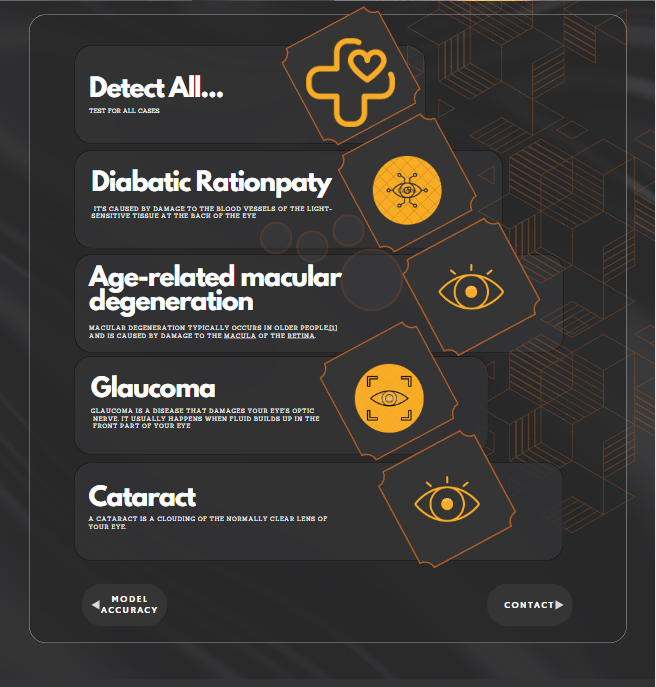 Detect All...
TEST FOR ALL CASES
Diabatic Rationpaty
IT'S CAUSED BY DAMAGE TO THE BLOOD VESSELS OF THE LIGHT-
SENSITIVE TISSUE AT THE BACK OF THE EYE
Age-related macular
degeneration
MACULAR DEGENERATION TYPICALLY OCCURS IN OLDER PEOPLE,[1]
AND IS CAUSED BY DAMAGE TO THE MACULA OF THE RETINA.
Glaucoma
GLAUCOMA IS A DISEASE THAT DAMAGES YOUR EYE'S OPTIC
NERVE. IT USUALLY HAPPENS WHEN FLUID BUILDS UP IN THE
FRONT PART OF YOUR EYE
Cataract
A CATARACT IS A CLOUDING OF THE NORMALLY CLEAR LENS OF
YOUR EYE.
MODEL
ACCURACY
CONTACT